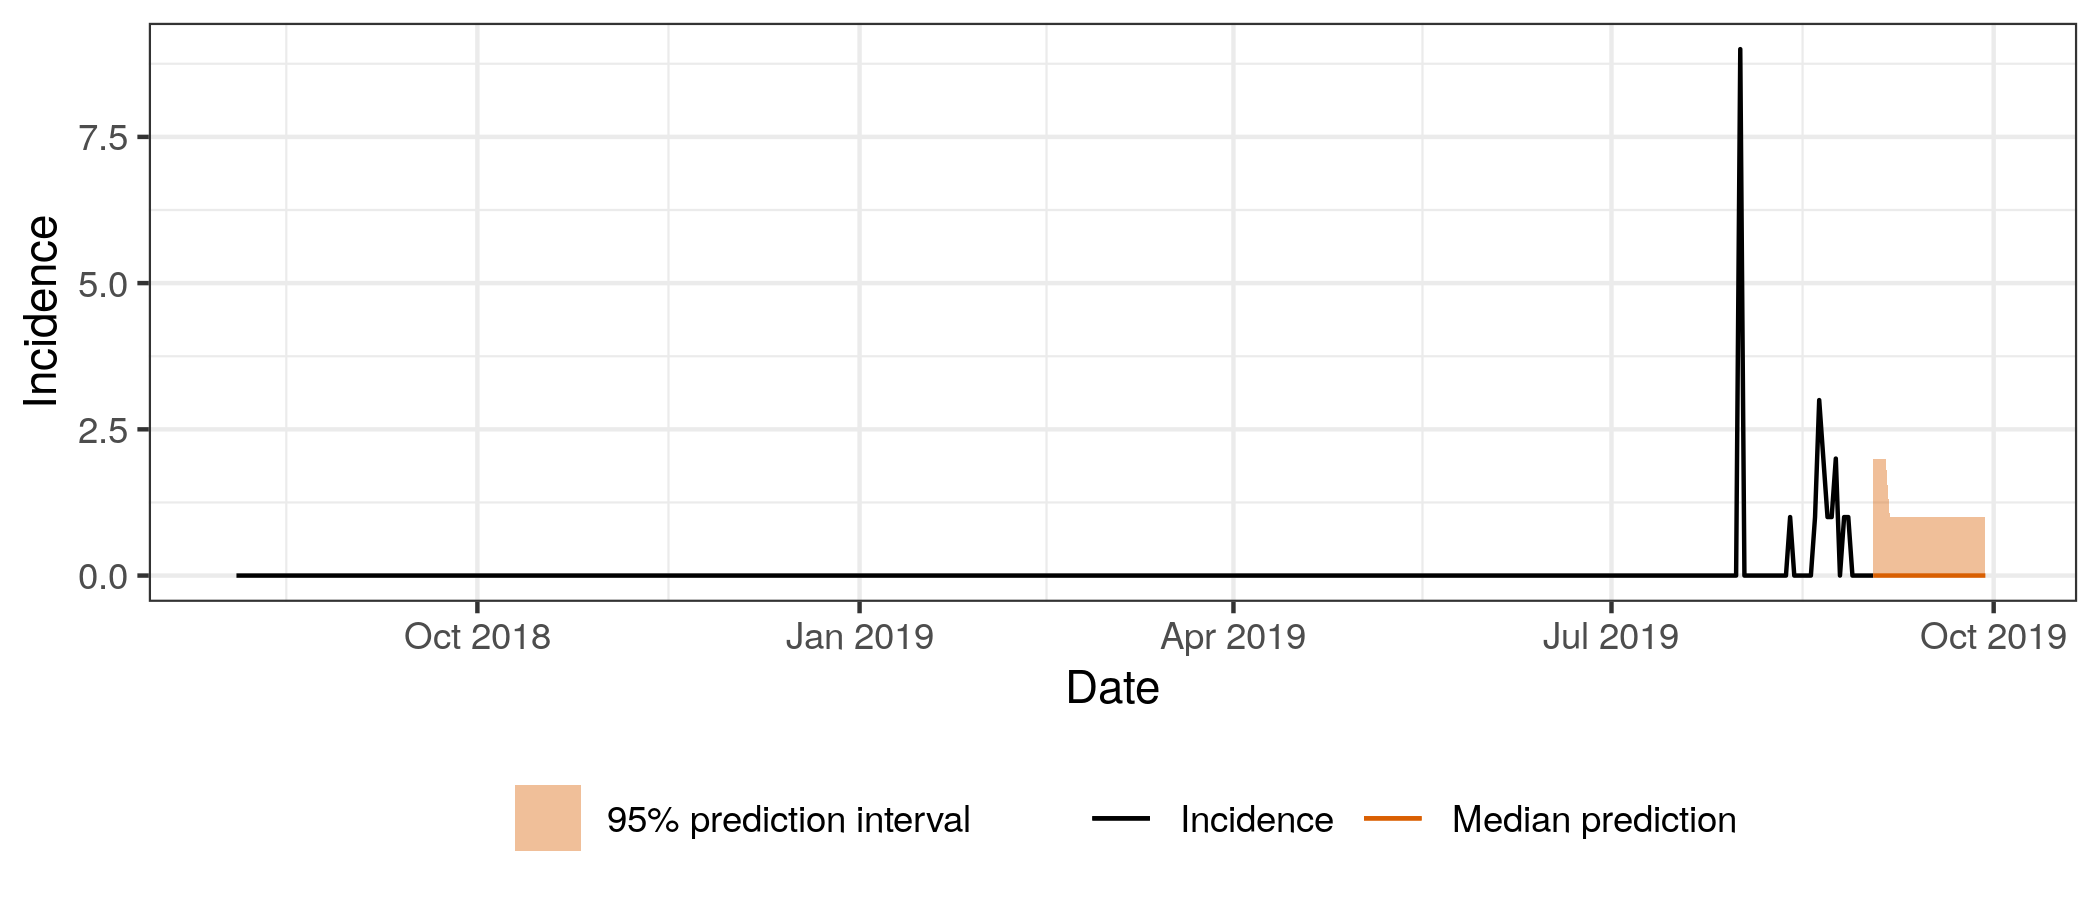 7.5
5.0
2.5
0.0
Incidence
Oct 2018 Jan 2019 Apr 2019 Jul 2019 Oct 2019
Date
95% prediction interval Incidence Median prediction